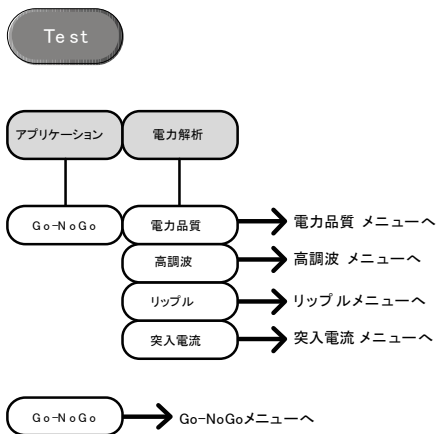 Test
アプリケーション 電力解析
Go-NoGo 電力品質 電力品質 メニューへ
高調波 高調波 メニューへ
リップル リップルメニューへ
突入電流 突入電流 メニューへ
Go-NoGo Go-NoGoメニューへ